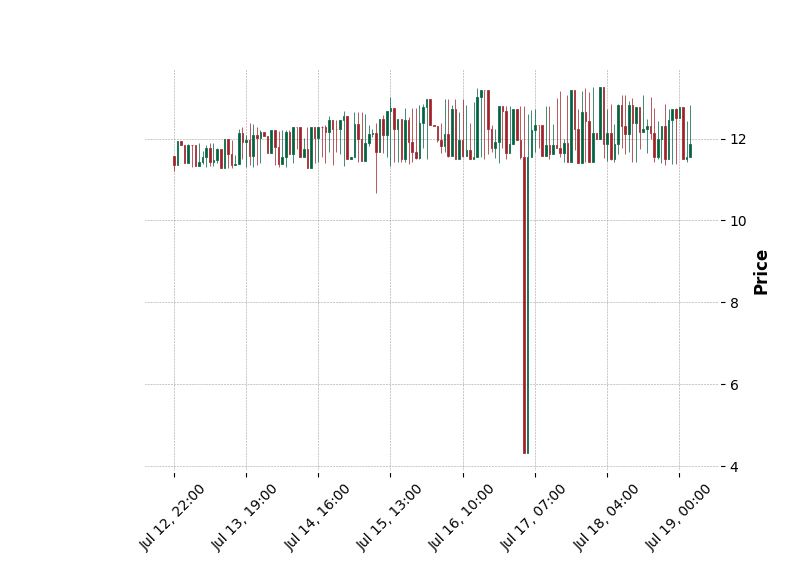 12
10
8
6
4
Price
Jul 12, 22:00
Jul 13, 19:00
Jul 14, 16:00
Jul 15, 13:00
Jul 16, 10:00
Jul 17, 07:00
Jul 18, 04:00
Jul 19, 00:00